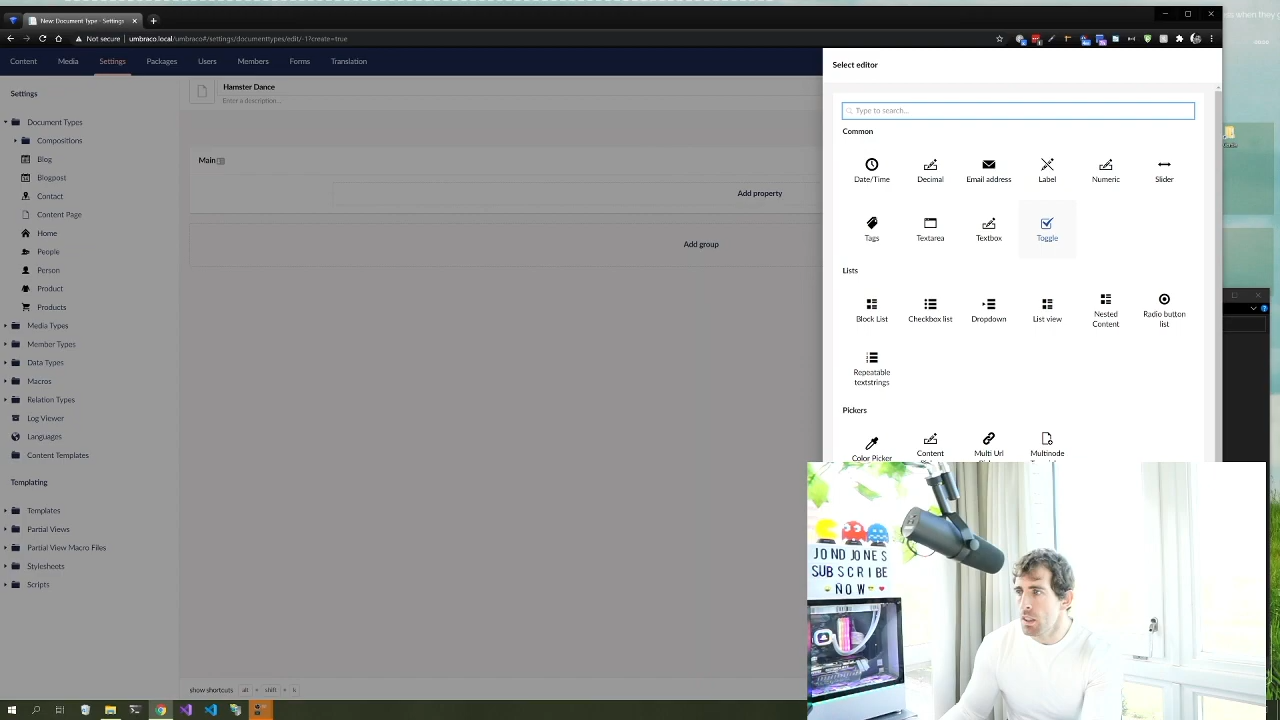 New: Document Type - Settings
s when they c
Not secure
umbraco.local/umbraco#/settings/documenttypes/edit/-1?create=true
Content
Media
Settings
Packages
Users
Members
Forms
Translation
Select editor
Settings
Hamster Dance
Enter a description...
Type to search...
Document Types
Common
Compositions
Main
Blog
Blogpost
Date/Time
Decimal
Email address
Label
Numeric
Slider
Contact
Add property
Content Page
Home
Tags
Textarea
Textbox
Toggle
Add group
People
Person
Lists
Product
Products
Block List
Checkbox list
Dropdown
List view
Nested
Content
Radio button
list
Media Types
Member Types
Data Types
Repeatable
textstrings
Macros
Relation Types
Pickers
Log Viewer
Languages
Content Templates
Color Picker
Content
Multi Url
Multinode
Templating
Templates
Partial Views
Partial View Macro Files
Stylesheets
Scripts
JOND JONES
SUBSCRIBE
NOW
show shortcuts
alt
+
shift
+
k